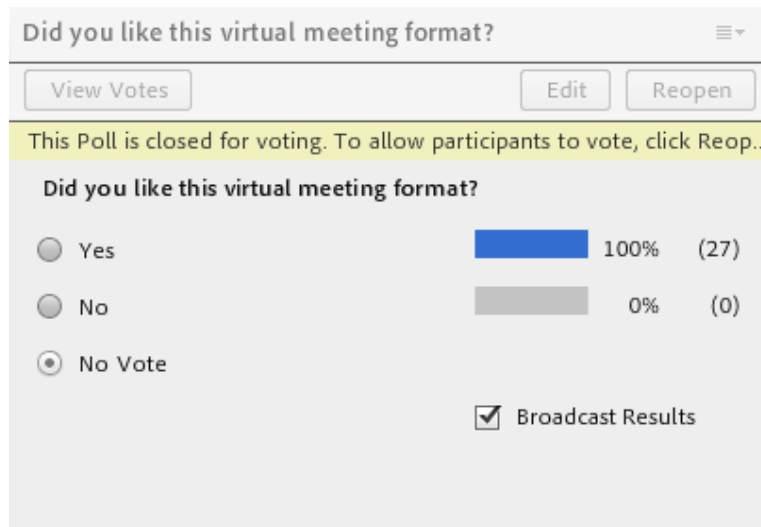 Did you like this virtual meeting format?
View Votes Edit Reopen
This Poll is closed for voting. To allow participants to vote, click Reop..
Did you like this virtual meeting format?
Yes 100% (27)
No 0% (0)
No Vote
Broadcast Results